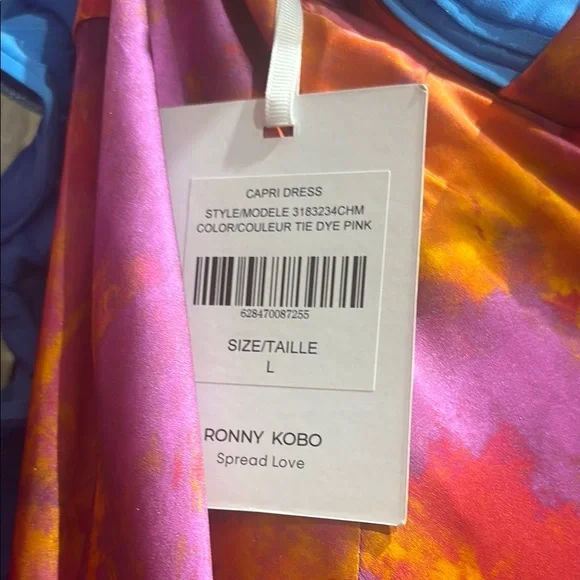 CAPRI DRESS
STYLE/MODELE 3183234CHM
COLOR/COULEUR TIE DYE PINK
628470087255
SIZE/TAILLE
L
RONNY KOBO
Spread Love